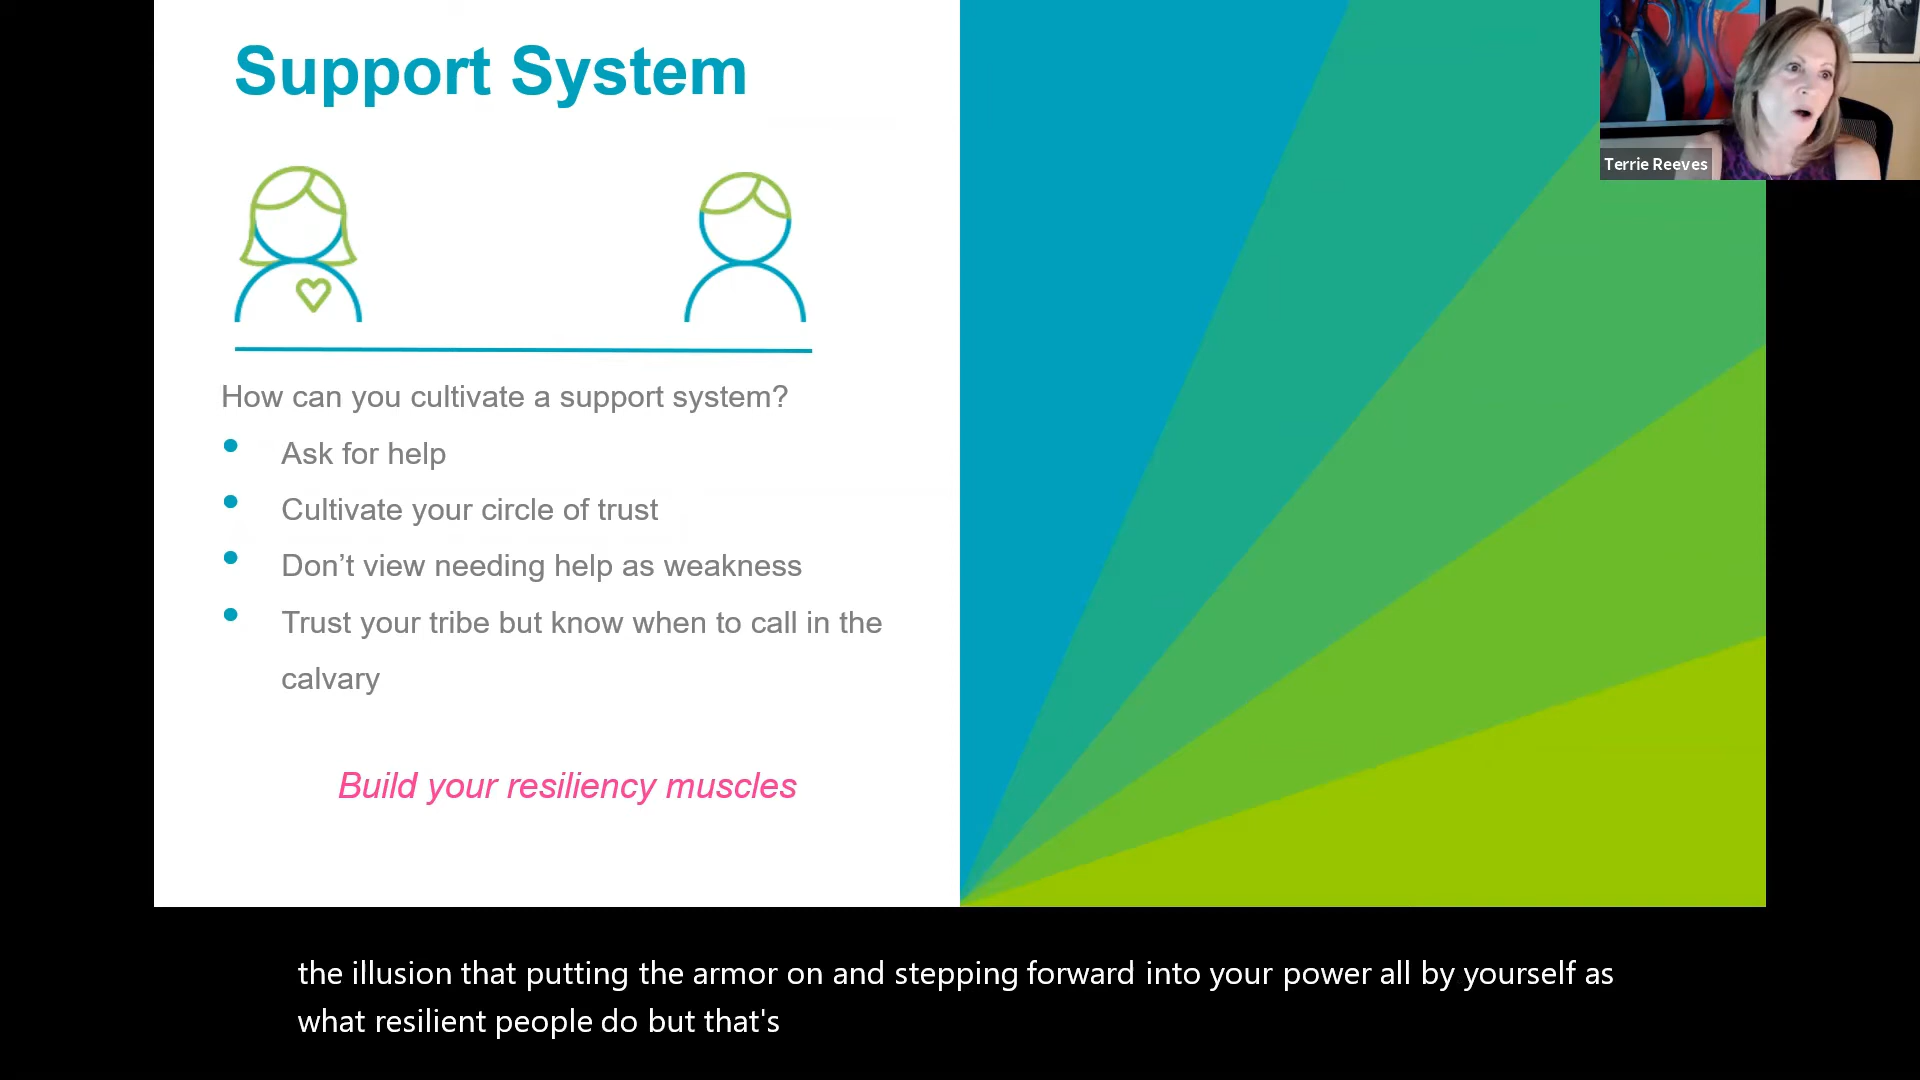 Support System
Terrie Reeves
How can you cultivate a support system?
• Ask for help
• Cultivate your circle of trust
• Don’t view needing help as weakness
• Trust your tribe but know when to call in the
calvary
Build your resiliency muscles
the illusion that putting the armor on and stepping forward into your power all by yourself as
what resilient people do but that's